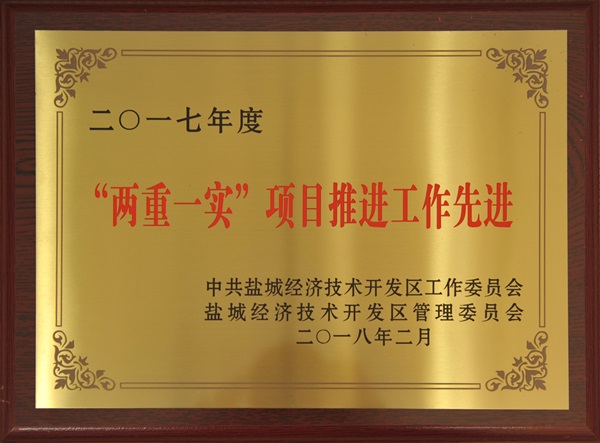 二〇一七年度
“两重一实”项目推进工作先进
中共盐城经济技术开发区工作委员会
盐城经济技术开发区管理委员会
二〇一八年二月